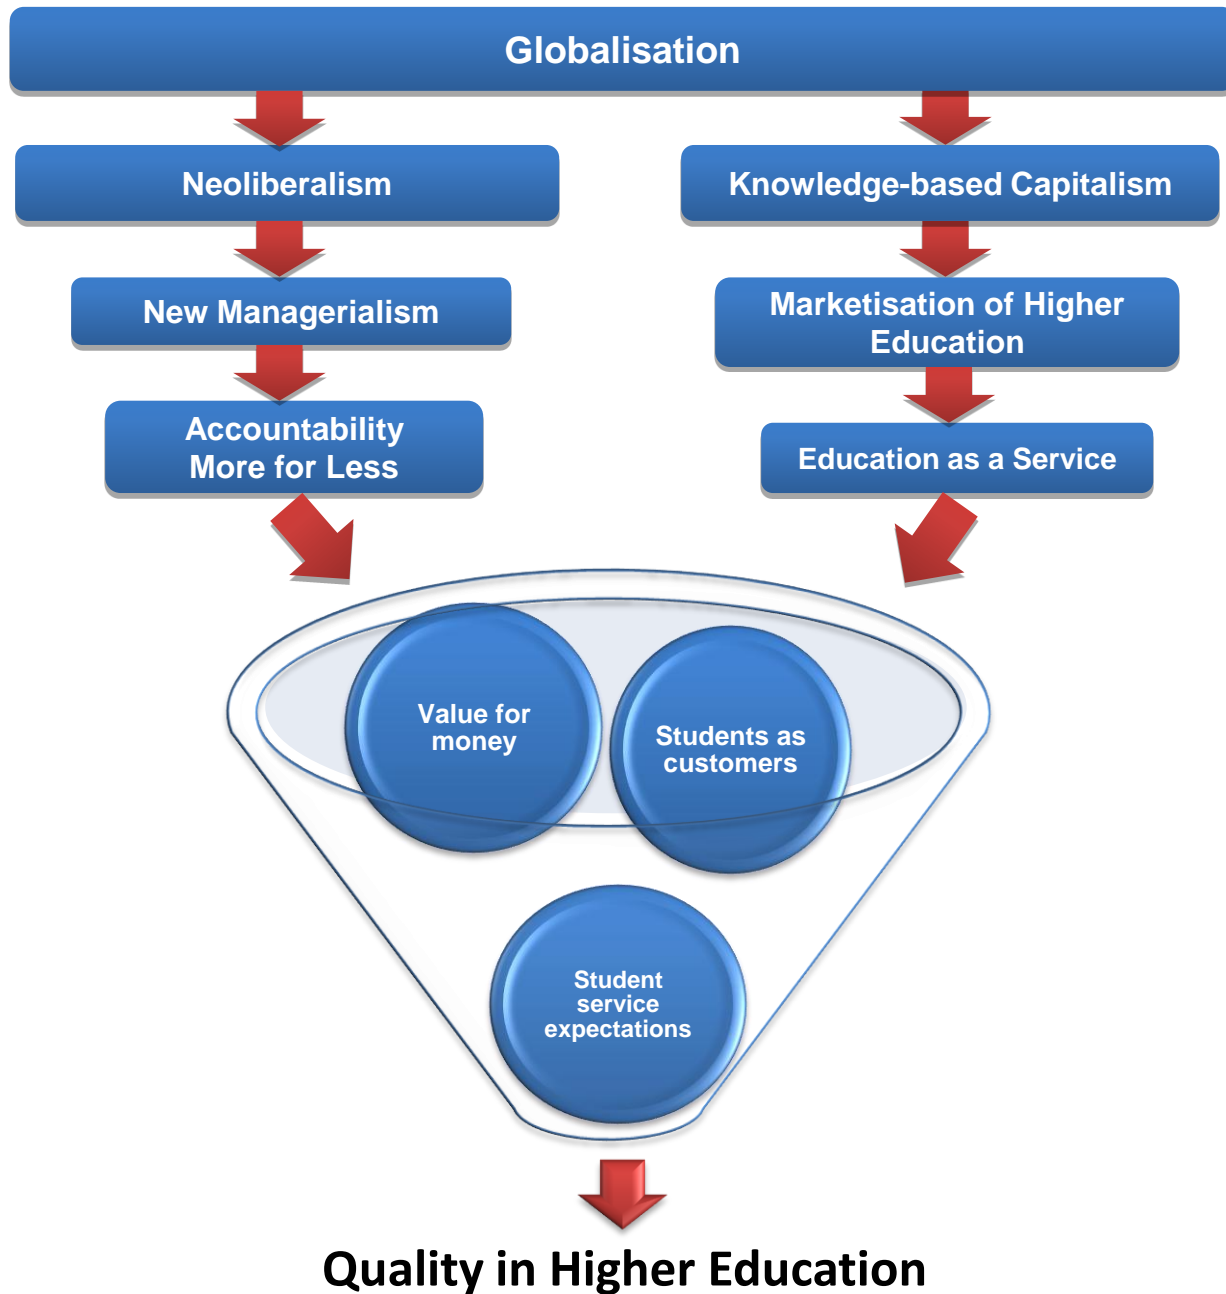 Globalisation
Neoliberalism
Knowledge-based Capitalism
New Managerialism
Marketisation of Higher
Education
Accountability
More for Less
Education as a Service
Value for
money
Students as
customers
Student
service
expectations
Quality in Higher Education